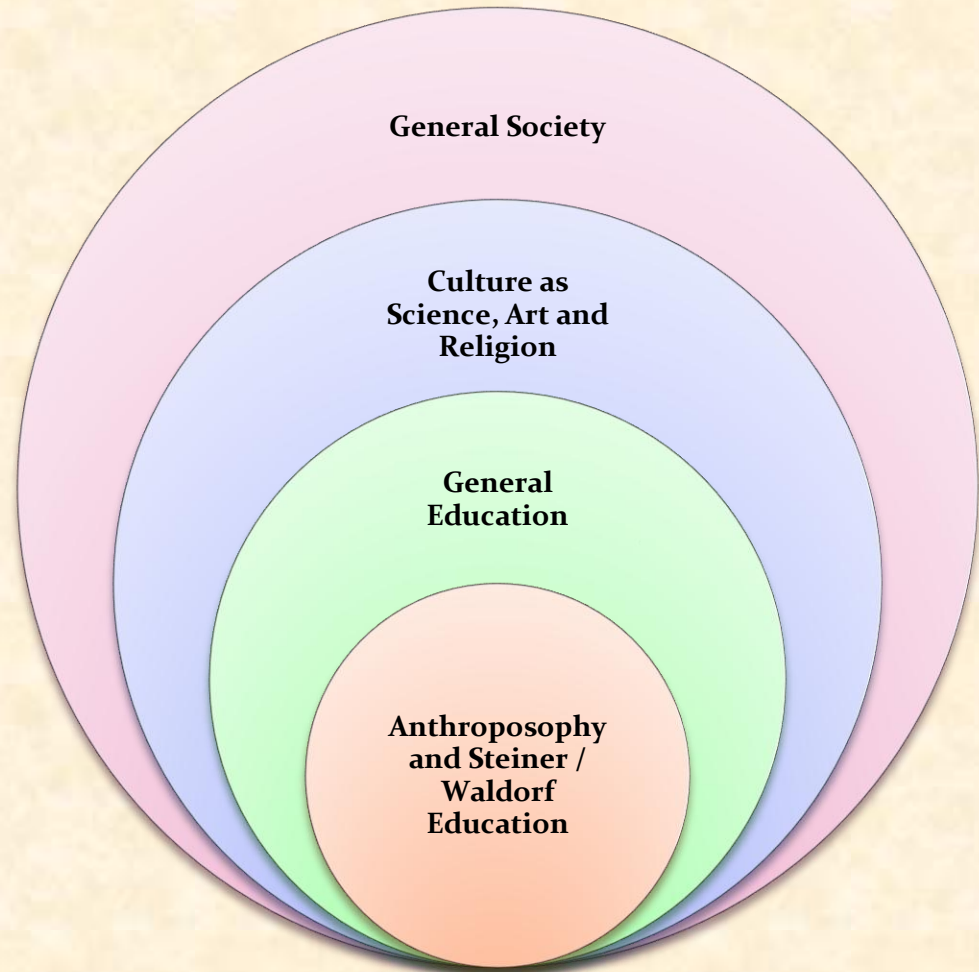 General Society
Culture as
Science, Art and
Religion
General
Education
Anthroposophy
and Steiner /
Waldorf
Education